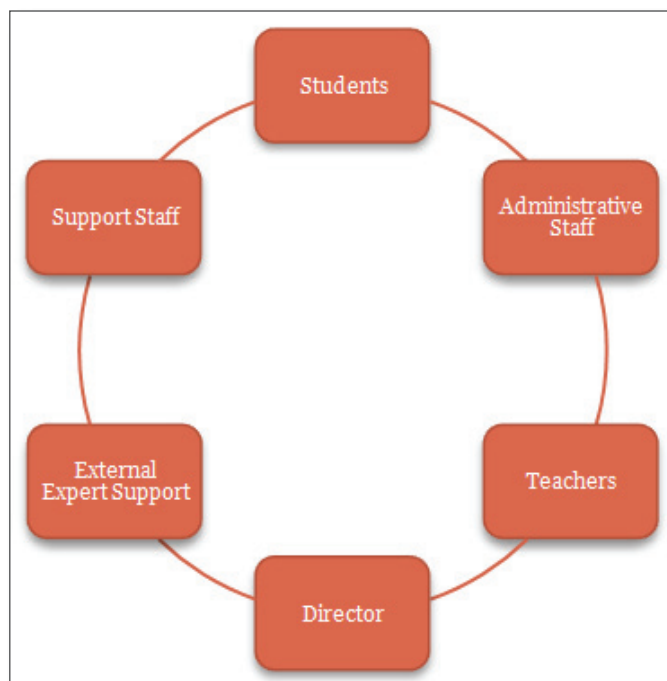 Students
Administrative
Staff
Teachers
Director
External
Expert Support
Support Staff